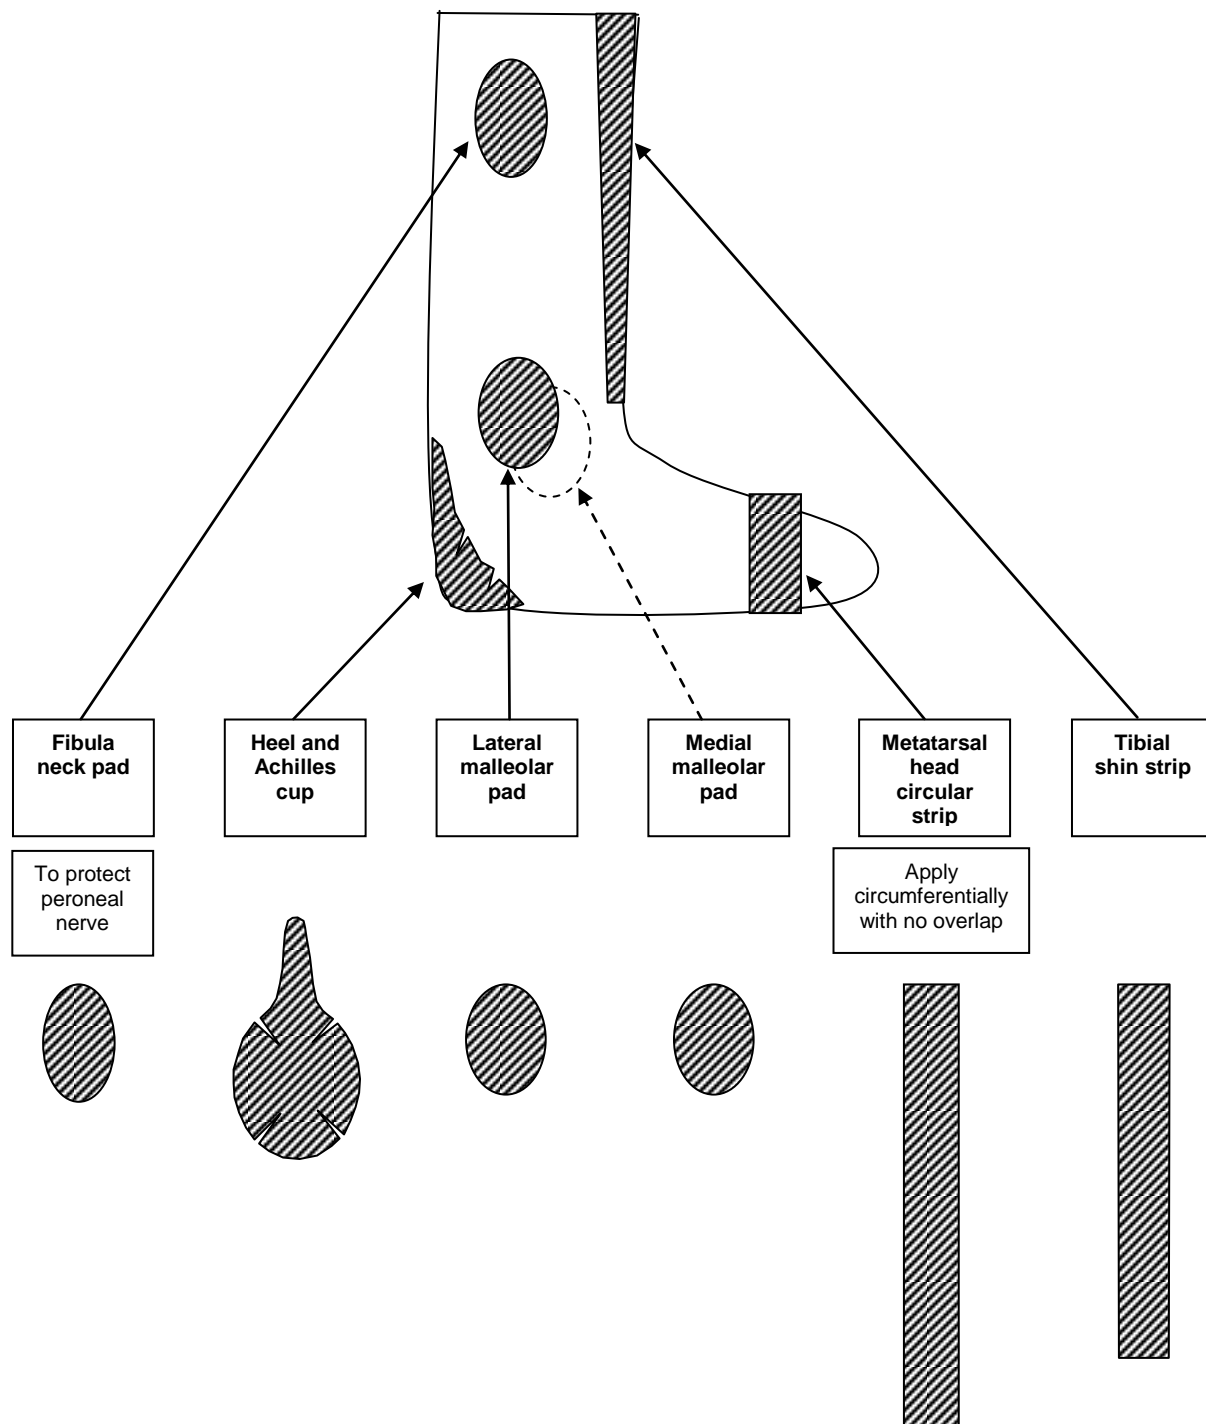 Fibula
neck pad
Heel and
Achilles
cup
Lateral
malleolar
pad
Medial
malleolar
pad
Metatarsal
head
circular
strip
Tibial
shin strip
To protect
peroneal
nerve
Apply
circumferentially
with no overlap